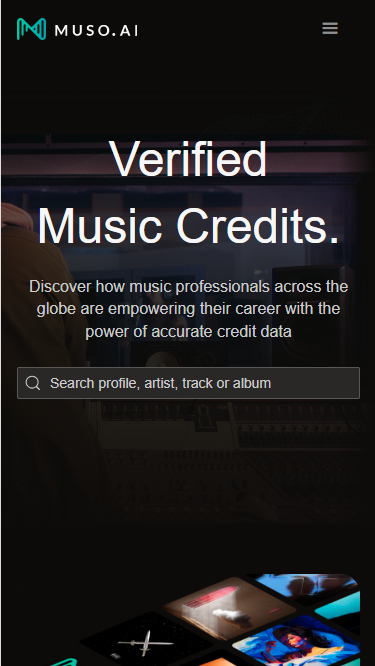 MUSO.AI
Verified
Music Credits.
Discover how music professionals across the
globe are empowering their career with the
power of accurate credit data
Search profile, artist, track or album